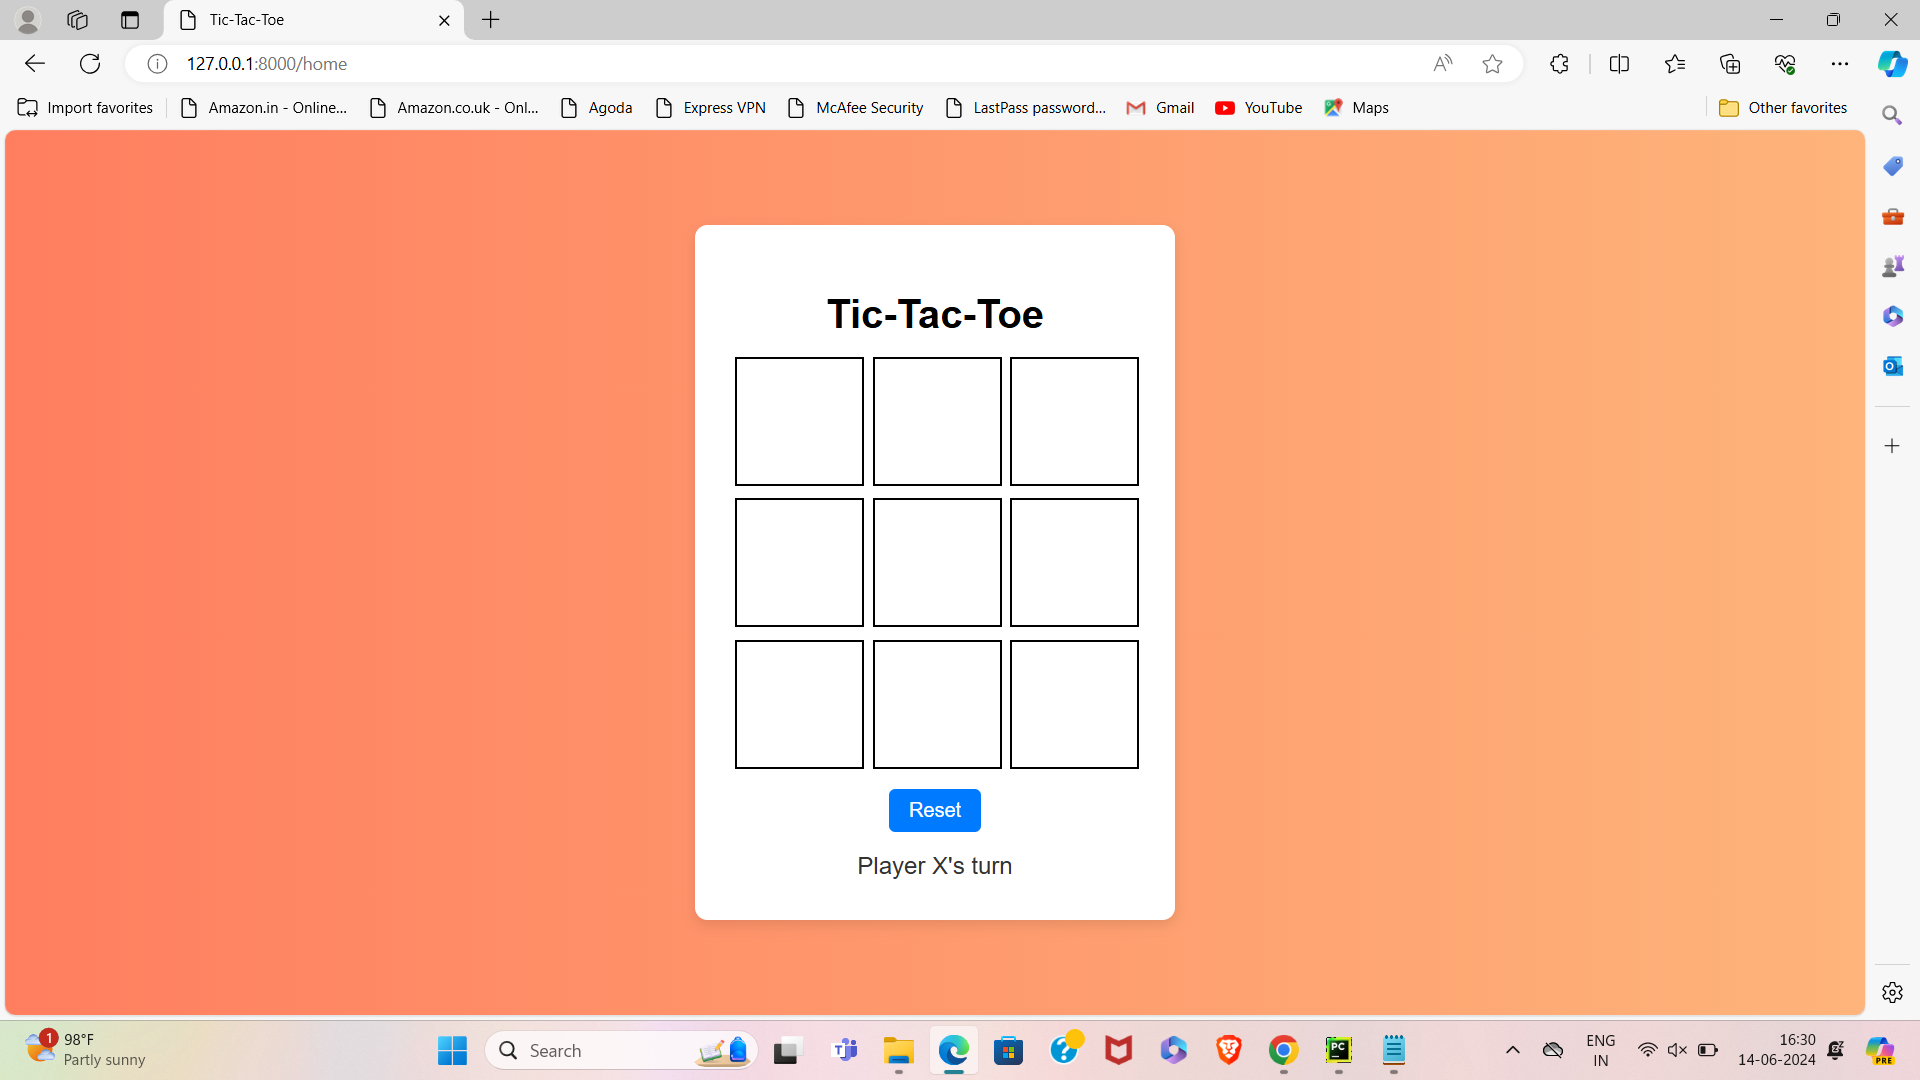 Tic-Tac-Toe
127.0.0.1:8000/home
Import favorites
Amazon.in - Online...
Amazon.co.uk - Onl...
Agoda
Express VPN
McAfee Security
LastPass password...
Gmail
YouTube
Maps
Other favorites
Tic-Tac-Toe
Reset
Player X's turn
1
98°F
Partly sunny
Search
PC
ENG
IN
16:30
14-06-2024
PRE